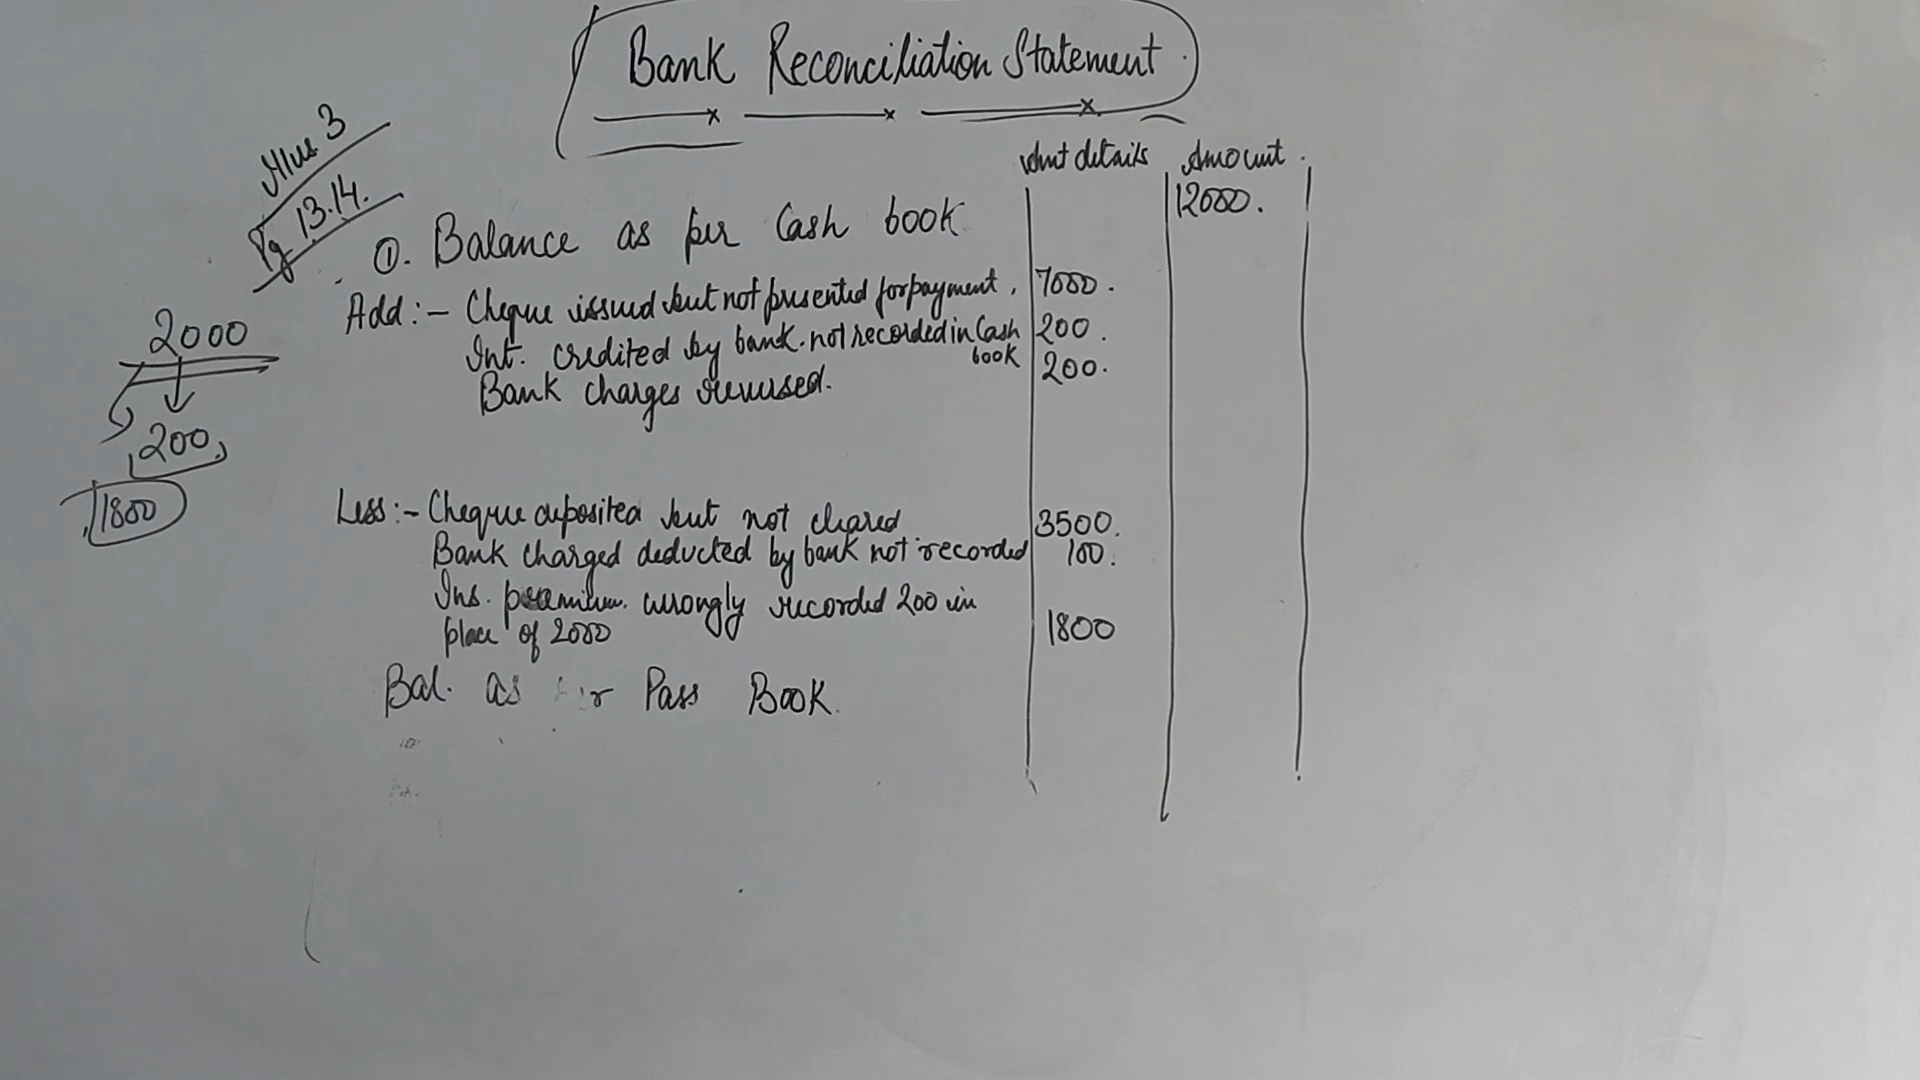 Bank Reconciliation Statement
Illus 3
Pg 13.14.
Amt details Amount.
12000.
①. Balance as per Cash book
Add:- Cheque issued but not presented for payment. 7000.
Int. credited by bank. not recorded in Cash book 200.
Bank charges reversed. 200.
2000
200
1800
Less:- Cheque deposited but not cleared 3500.
Bank charged deducted by bank not recorded 100.
Ins. premium wrongly recorded 200 in
place of 2000 1800
Bal. as Pass Book.